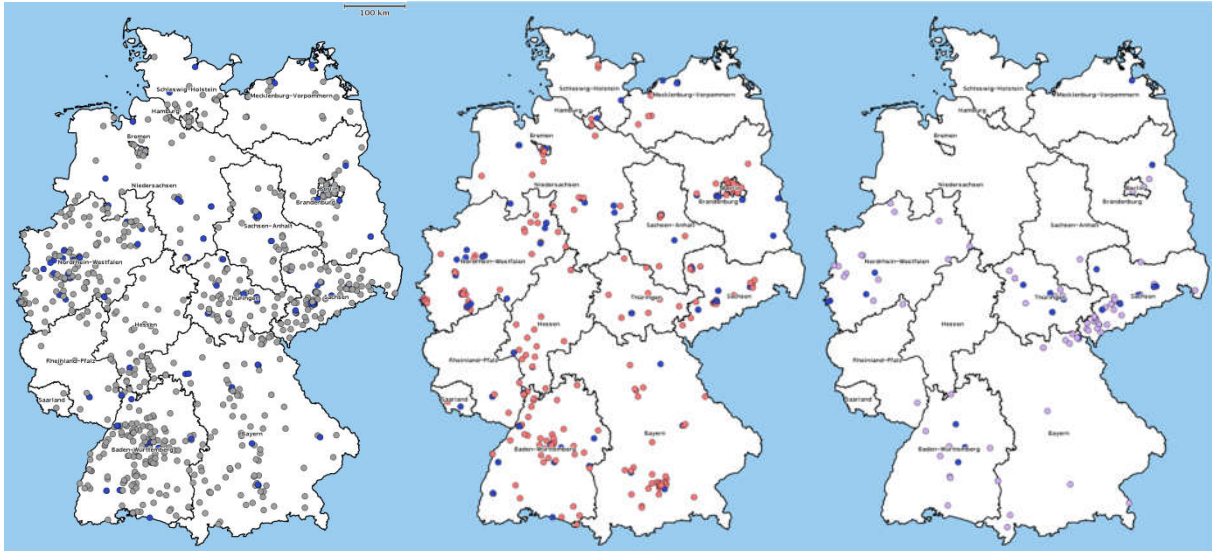 100 km
Schleswig-Holstein
Mecklenburg-Vorpommern
Hamburg
Bremen
Niedersachsen
Berlin
Brandenburg
Sachsen-Anhalt
Nordrhein-Westfalen
Thüringen
Sachsen
Hessen
Rheinland-Pfalz
Saarland
Bayern
Baden-Württemberg
Schleswig-Holstein
Mecklenburg-Vorpommern
Hamburg
Bremen
Niedersachsen
Berlin
Brandenburg
Sachsen-Anhalt
Nordrhein-Westfalen
Thüringen
Sachsen
Hessen
Rheinland-Pfalz
Saarland
Bayern
Baden-Württemberg
Schleswig-Holstein
Mecklenburg-Vorpommern
Hamburg
Bremen
Niedersachsen
Berlin
Brandenburg
Sachsen-Anhalt
Nordrhein-Westfalen
Thüringen
Sachsen
Hessen
Rheinland-Pfalz
Saarland
Bayern
Baden-Württemberg